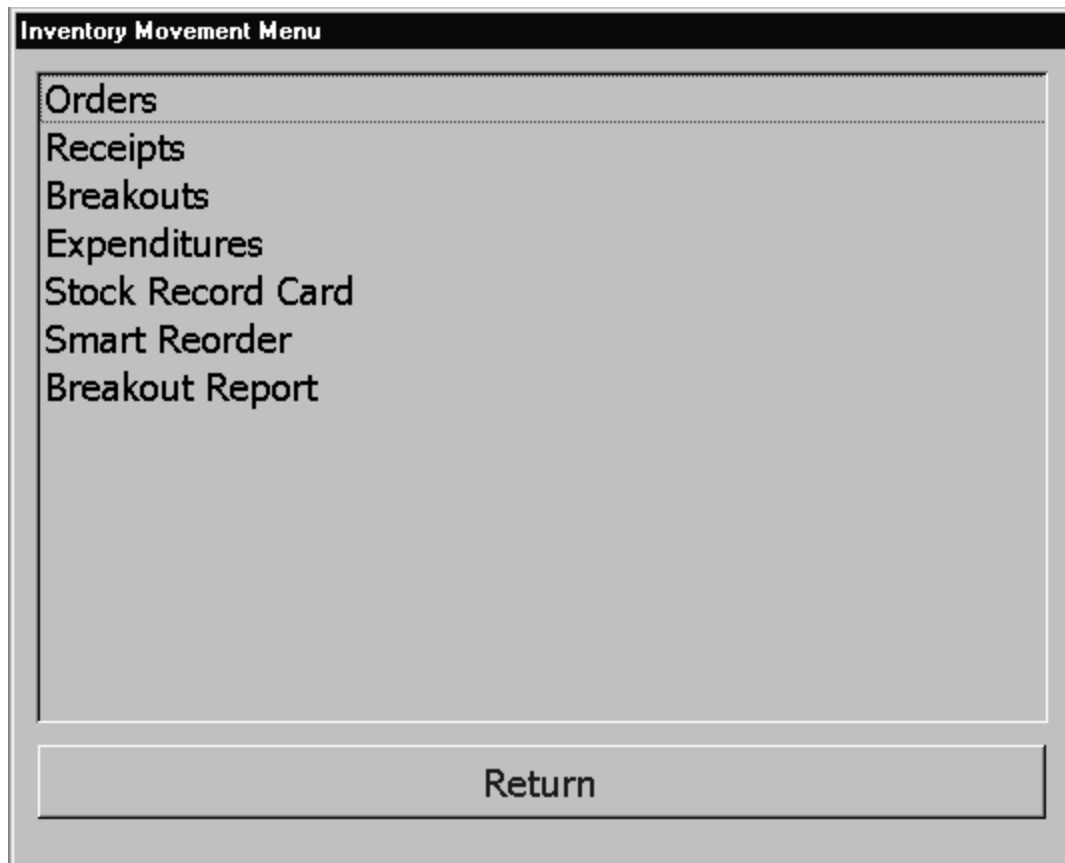 Inventory Movement Menu
Orders
Receipts
Breakouts
Expenditures
Stock Record Card
Smart Reorder
Breakout Report
Return